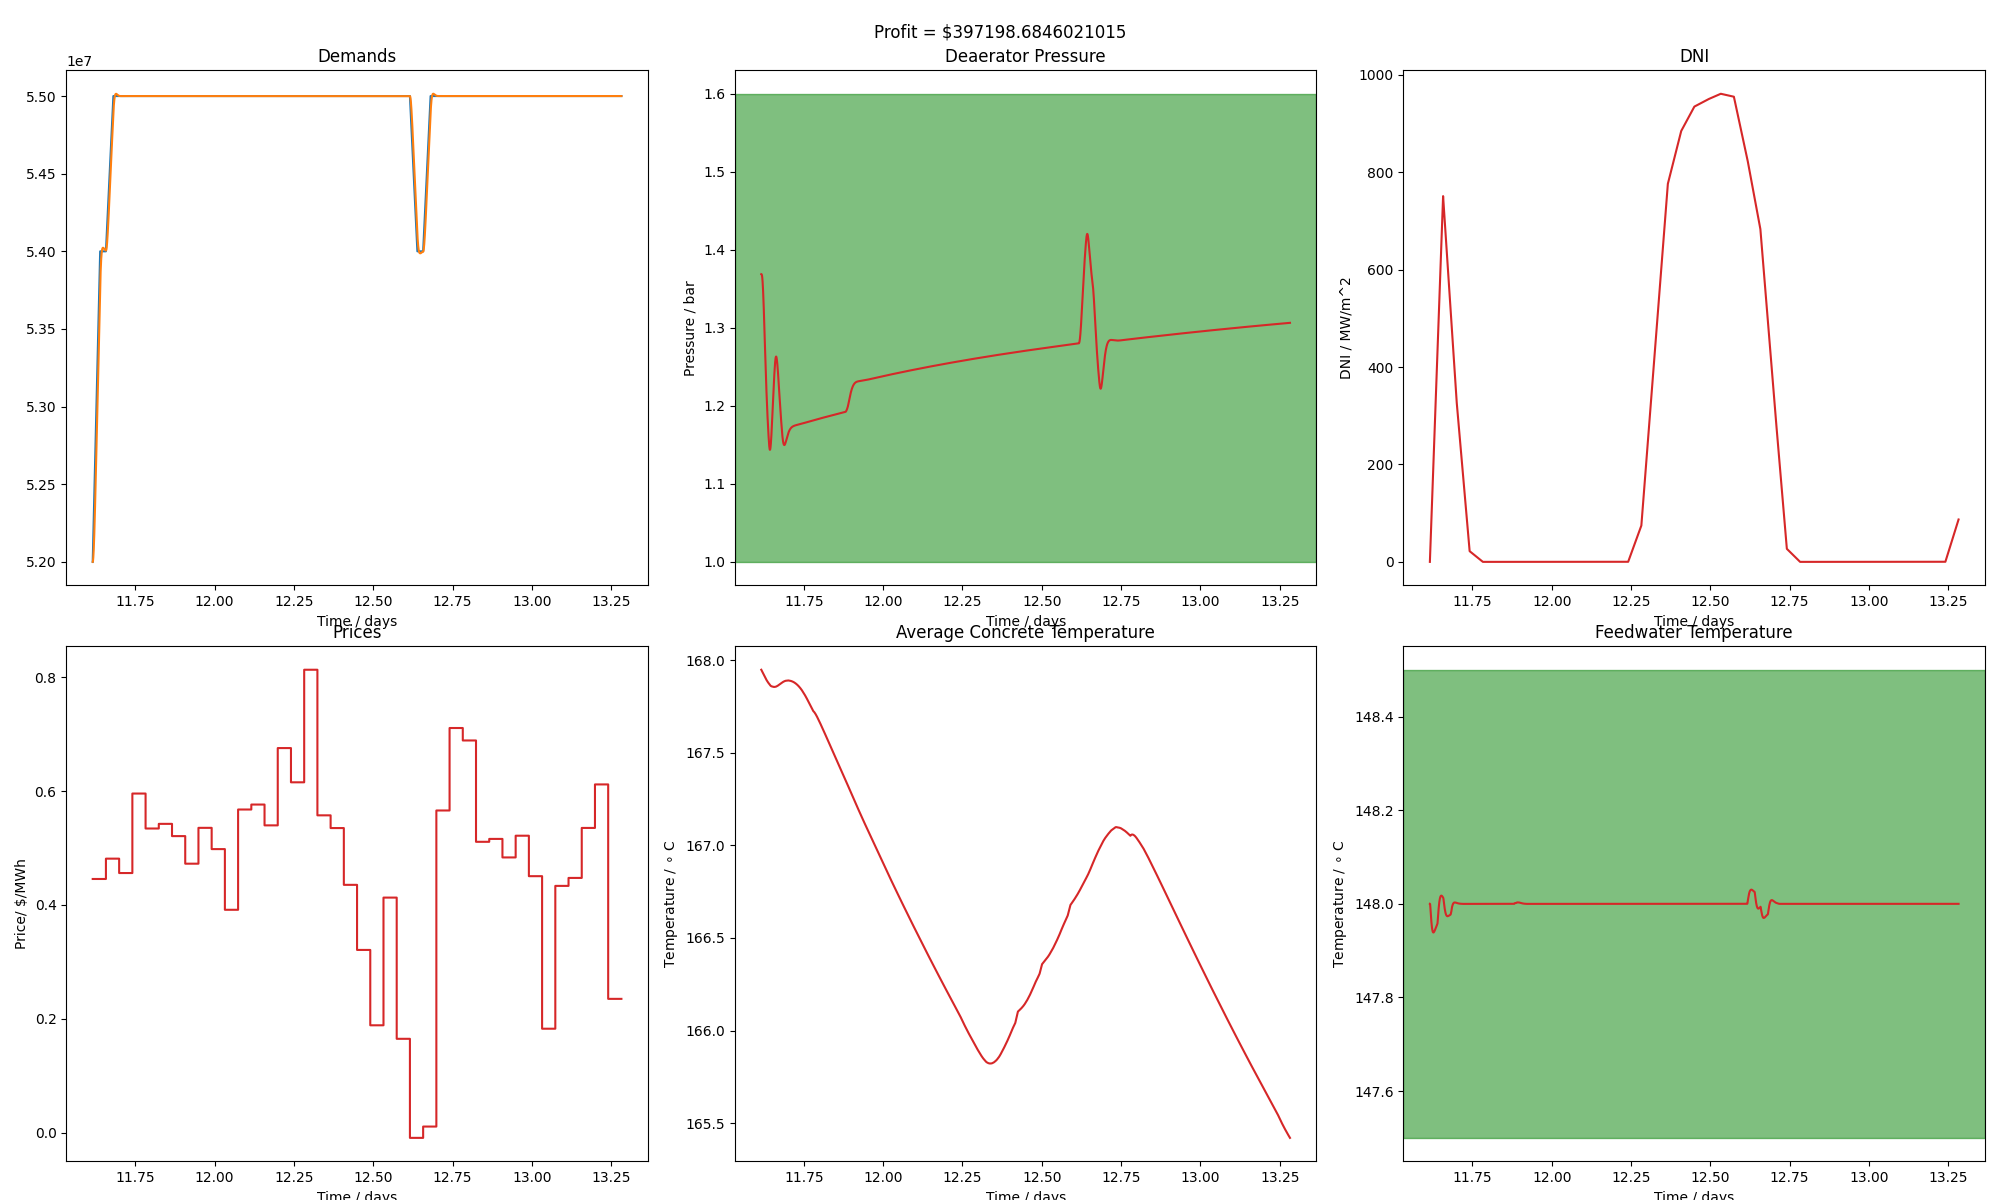 Profit = $397198.6846021015
Demands
1e7
5.50
5.45
5.40
5.35
5.30
5.25
5.20
11.75 12.00 12.25 12.50 12.75 13.00 13.25
Time / days
Deaerator Pressure
Pressure / bar
1.6
1.5
1.4
1.3
1.2
1.1
1.0
11.75 12.00 12.25 12.50 12.75 13.00 13.25
Time / days
DNI
DNI / MW/m^2
1000
800
600
400
200
0
11.75 12.00 12.25 12.50 12.75 13.00 13.25
Time / days
Prices
Price/ $/MWh
0.8
0.6
0.4
0.2
0.0
11.75 12.00 12.25 12.50 12.75 13.00 13.25
Time / days
Average Concrete Temperature
Temperature / ∘ C
168.0
167.5
167.0
166.5
166.0
165.5
11.75 12.00 12.25 12.50 12.75 13.00 13.25
Time / days
Feedwater Temperature
Temperature / ∘ C
148.4
148.2
148.0
147.8
147.6
11.75 12.00 12.25 12.50 12.75 13.00 13.25
Time / days